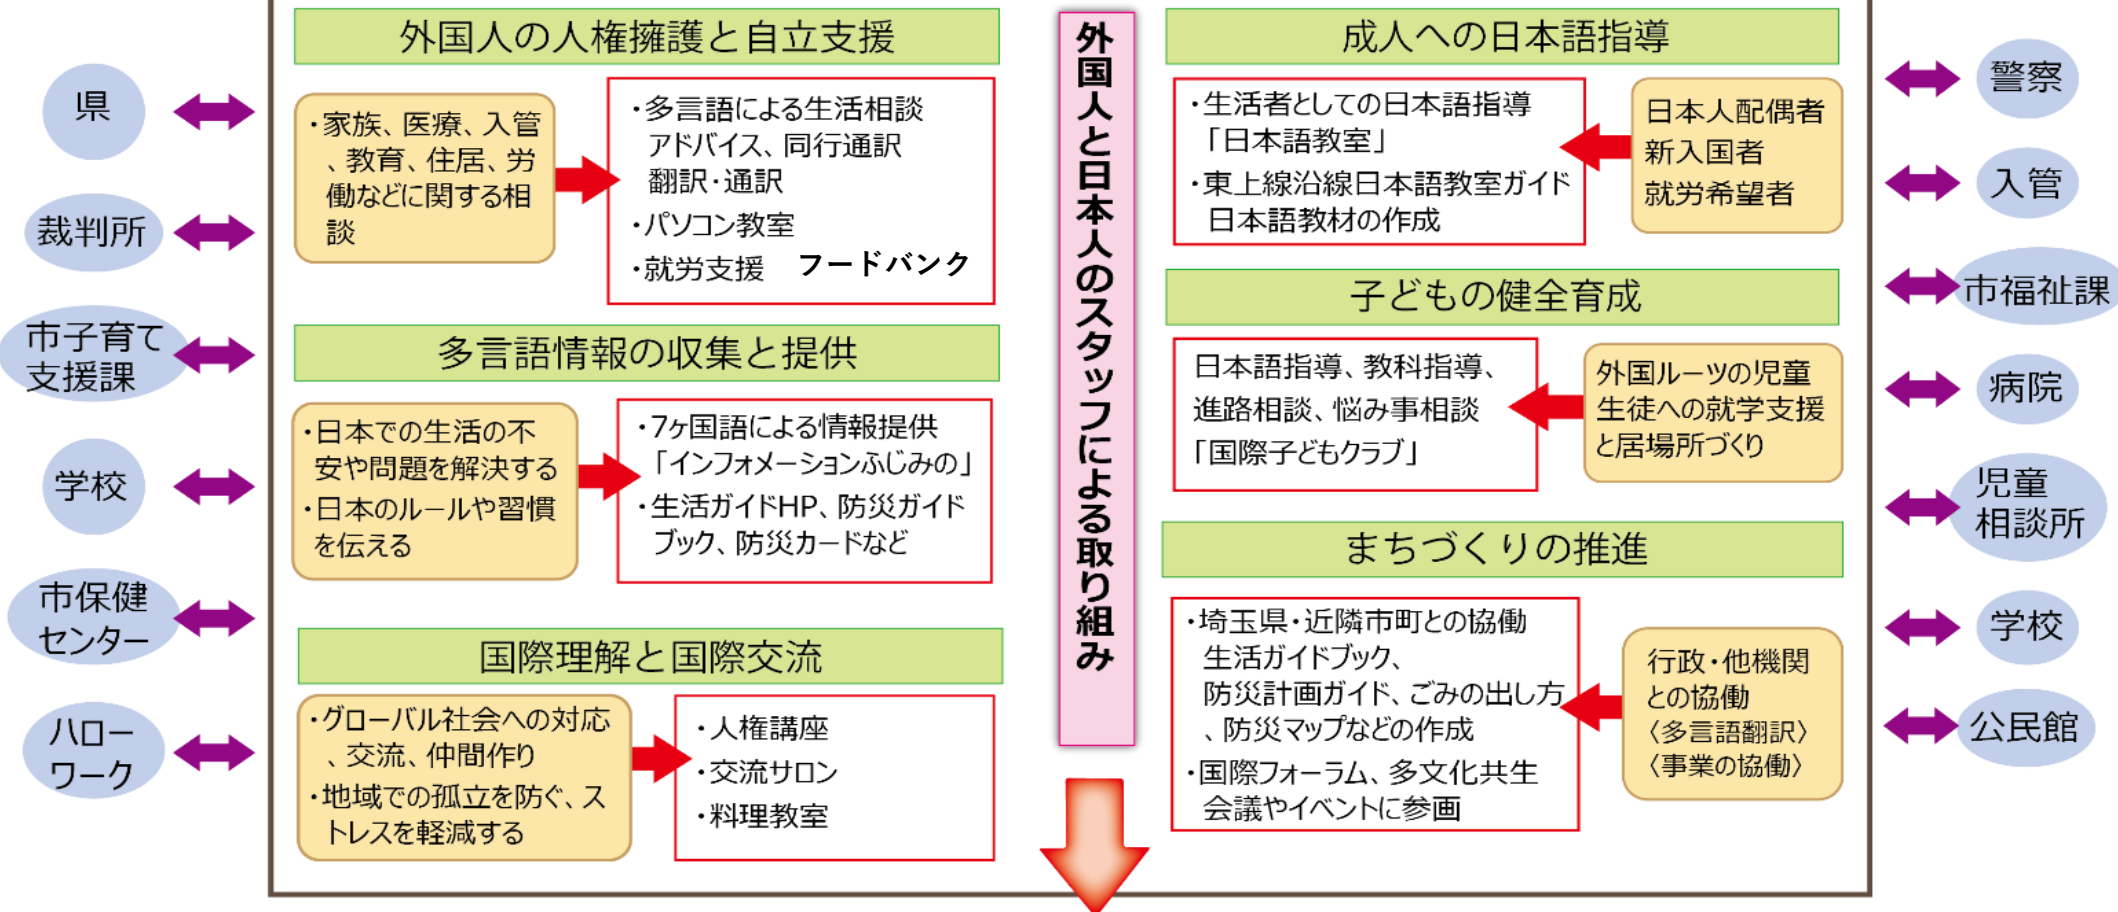 県
裁判所
市子育て
支援課
学校
市保健
センター
ハロー
ワーク
外国人の人権擁護と自立支援
・家族、医療、入管
、教育、住居、労
働などに関する相
談
・多言語による生活相談
アドバイス、同行通訳
翻訳・通訳
・パソコン教室
・就労支援 フードバンク
多言語情報の収集と提供
・日本での生活の不
安や問題を解決する
・日本のルールや習慣
を伝える
・7ヶ国語による情報提供
「インフォメーションふじみの」
・生活ガイドHP、防災ガイド
ブック、防災カードなど
国際理解と国際交流
・グローバル社会への対応
、交流、仲間作り
・地域での孤立を防ぐ、ス
トレスを軽減する
・人権講座
・交流サロン
・料理教室
外国人と日本人のスタッフによる取り組み
成人への日本語指導
・生活者としての日本語指導
「日本語教室」
・東上線沿線日本語教室ガイド
日本語教材の作成
日本人配偶者
新入国者
就労希望者
子どもの健全育成
日本語指導、教科指導、
進路相談、悩み事相談
「国際子どもクラブ」
外国ルーツの児童
生徒への就学支援
と居場所づくり
まちづくりの推進
・埼玉県・近隣市町との協働
生活ガイドブック、
防災計画ガイド、ごみの出し方
、防災マップなどの作成
・国際フォーラム、多文化共生
会議やイベントに参画
行政・他機関
との協働
〈多言語翻訳〉
〈事業の協働〉
警察
入管
市福祉課
病院
児童
相談所
学校
公民館